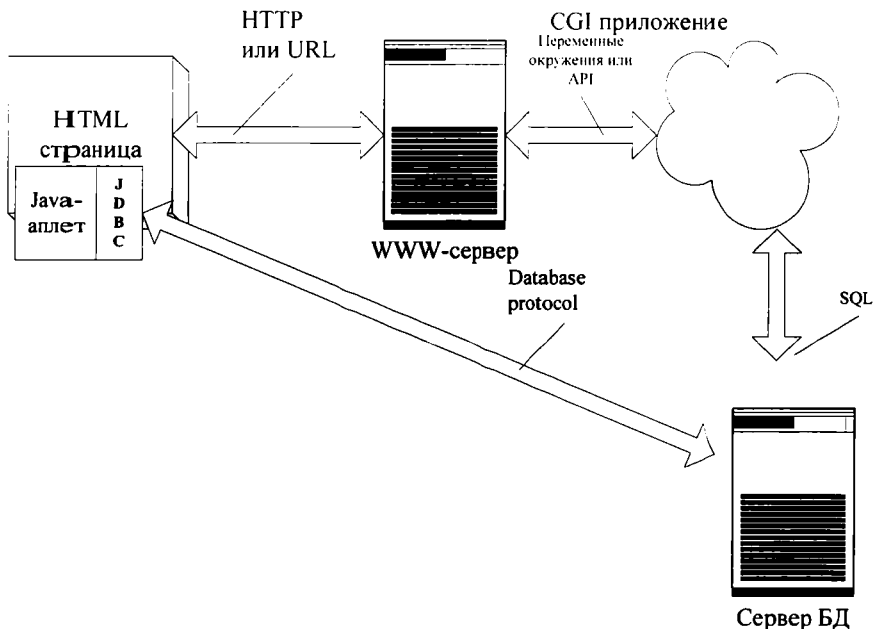 HTTP
или URL
CGI приложение
Переменные
окружения или
API
HTML
страница
Java-
аплет
J
D
B
C
WWW-сервер
Database
protocol
SQL
Сервер БД